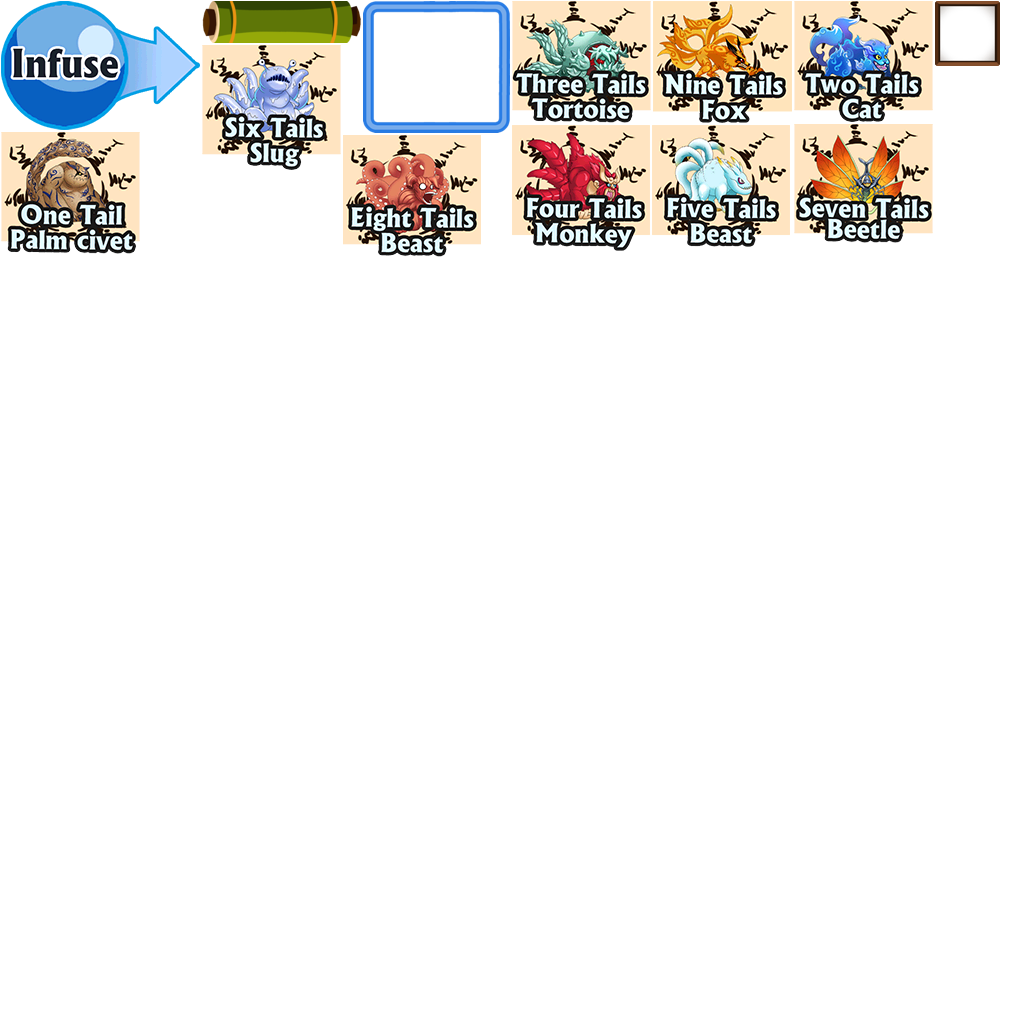 Infuse
Six Tails
Slug
Three Tails
Tortoise
Nine Tails
Fox
Two Tails
Cat
One Tail
Palm civet
Eight Tails
Beast
Four Tails
Monkey
Five Tails
Beast
Seven Tails
Beetle